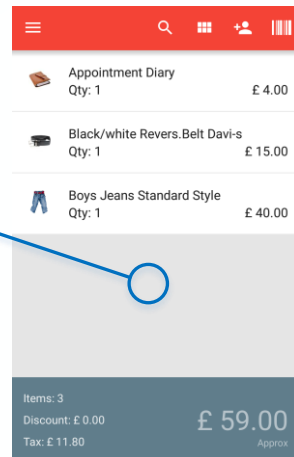 Appointment Diary
Qty: 1 £ 4.00
Black/white Revers.Belt Davi-s
Qty: 1 £ 15.00
Boys Jeans Standard Style
Qty: 1 £ 40.00
Items: 3
Discount: £ 0.00
Tax: £ 11.80
£ 59.00
Approx